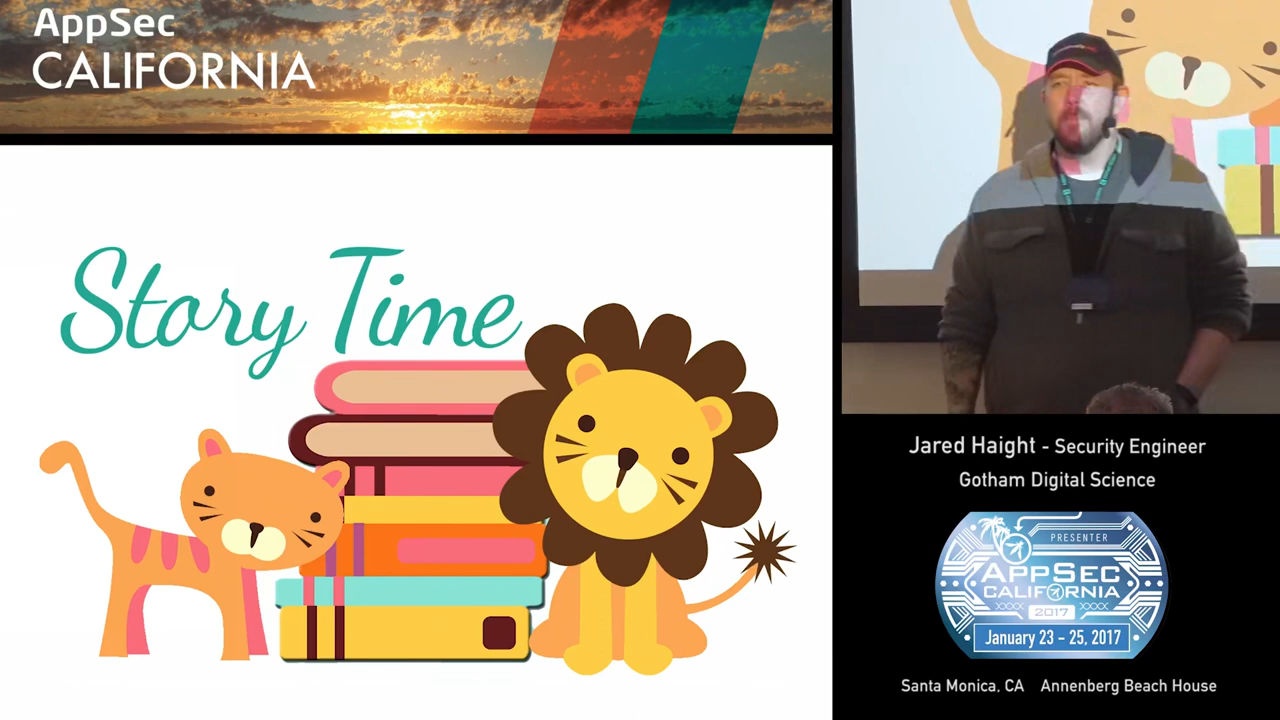 AppSec
CALIFORNIA
Story Time
Jared Haight - Security Engineer
Gotham Digital Science
PRESENTER
APPSEC
CALIFORNIA
XXXX 2017 XXXX
January 23 - 25, 2017
Santa Monica, CA Annenberg Beach House